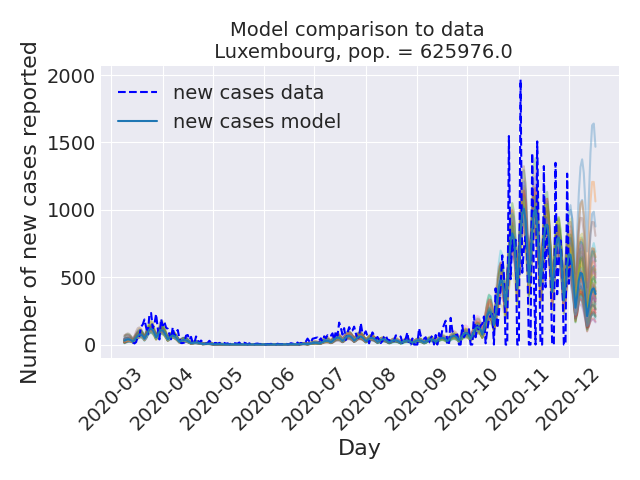 Model comparison to data
Luxembourg, pop. = 625976.0
Number of new cases reported
2000
1500
1000
500
0
new cases data
new cases model
2020-03
2020-04
2020-05
2020-06
2020-07
2020-08
2020-09
2020-10
2020-11
2020-12
Day